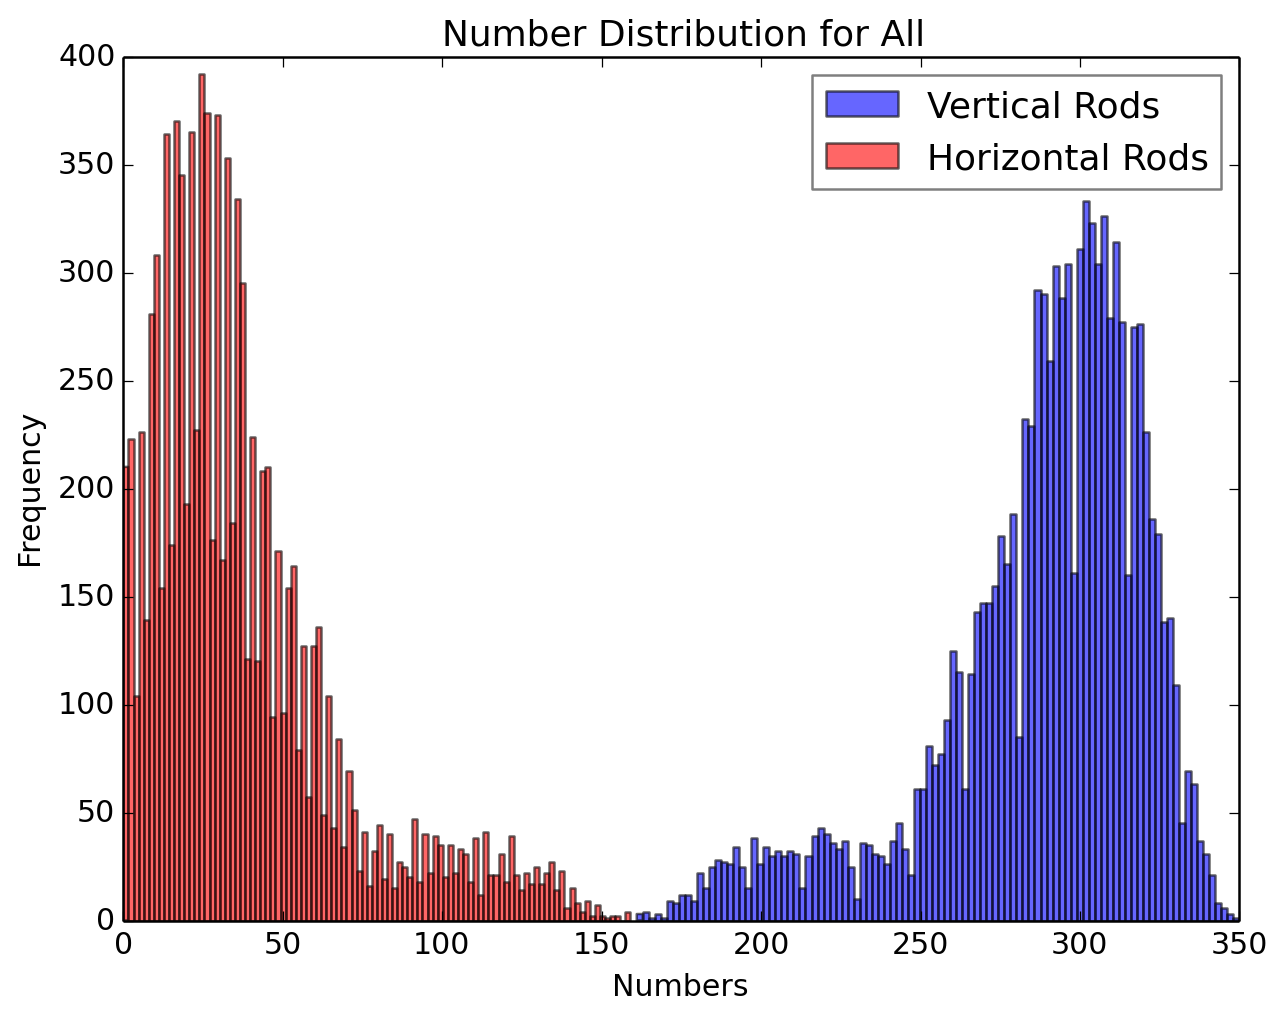 Number Distribution for All
Vertical Rods
Horizontal Rods
400
350
300
250
200
150
100
50
0
Frequency
0 50 100 150 200 250 300 350
Numbers